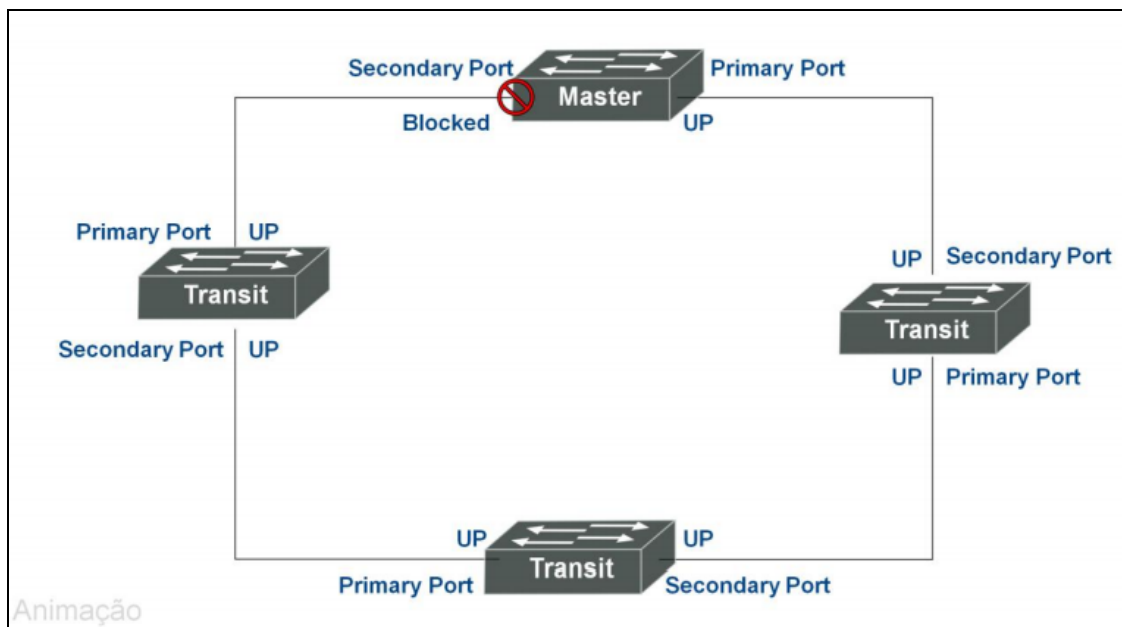 Secondary Port
Primary Port
Master
Blocked
UP
Primary Port
UP
Transit
Secondary Port
UP
UP
Secondary Port
Transit
UP
Primary Port
UP
UP
Transit
Primary Port
Secondary Port
Animação